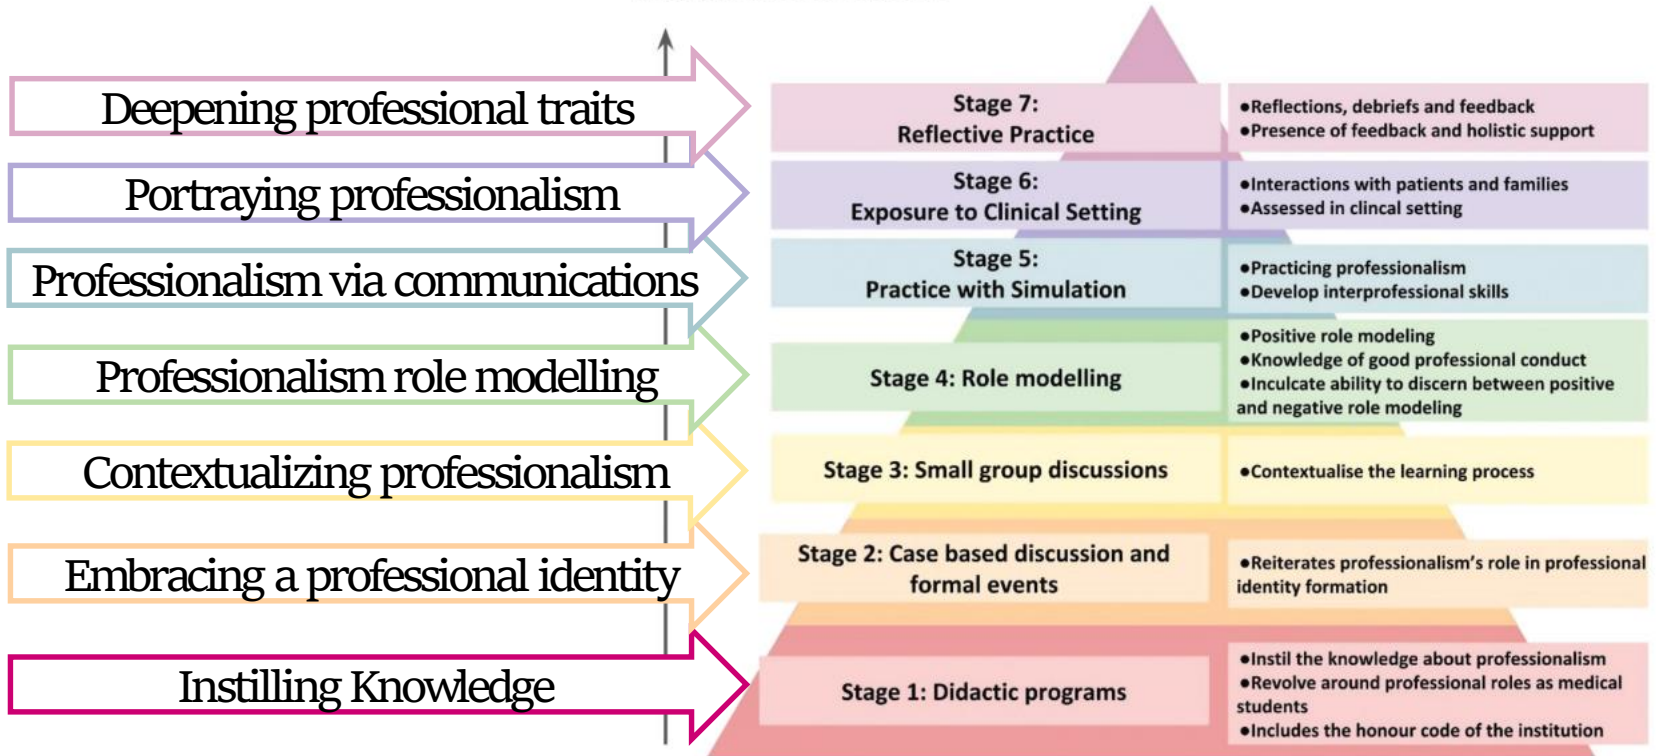 Deepening professional traits
Stage 7:
Reflective Practice
●Reflections, debriefs and feedback
●Presence of feedback and holistic support
Portraying professionalism
Stage 6:
Exposure to Clinical Setting
●Interactions with patients and families
●Assessed in clincal setting
Professionalism via communications
Stage 5:
Practice with Simulation
●Practicing professionalism
●Develop interprofessional skills
Professionalism role modelling
Stage 4: Role modelling
●Positive role modeling
●Knowledge of good professional conduct
●Inculcate ability to discern between positive
and negative role modeling
Contextualizing professionalism
Stage 3: Small group discussions
●Contextualise the learning process
Embracing a professional identity
Stage 2: Case based discussion and
formal events
●Reiterates professionalism's role in professional
identity formation
Instilling Knowledge
Stage 1: Didactic programs
●Instil the knowledge about professionalism
●Revolve around professional roles as medical
students
●Includes the honour code of the institution